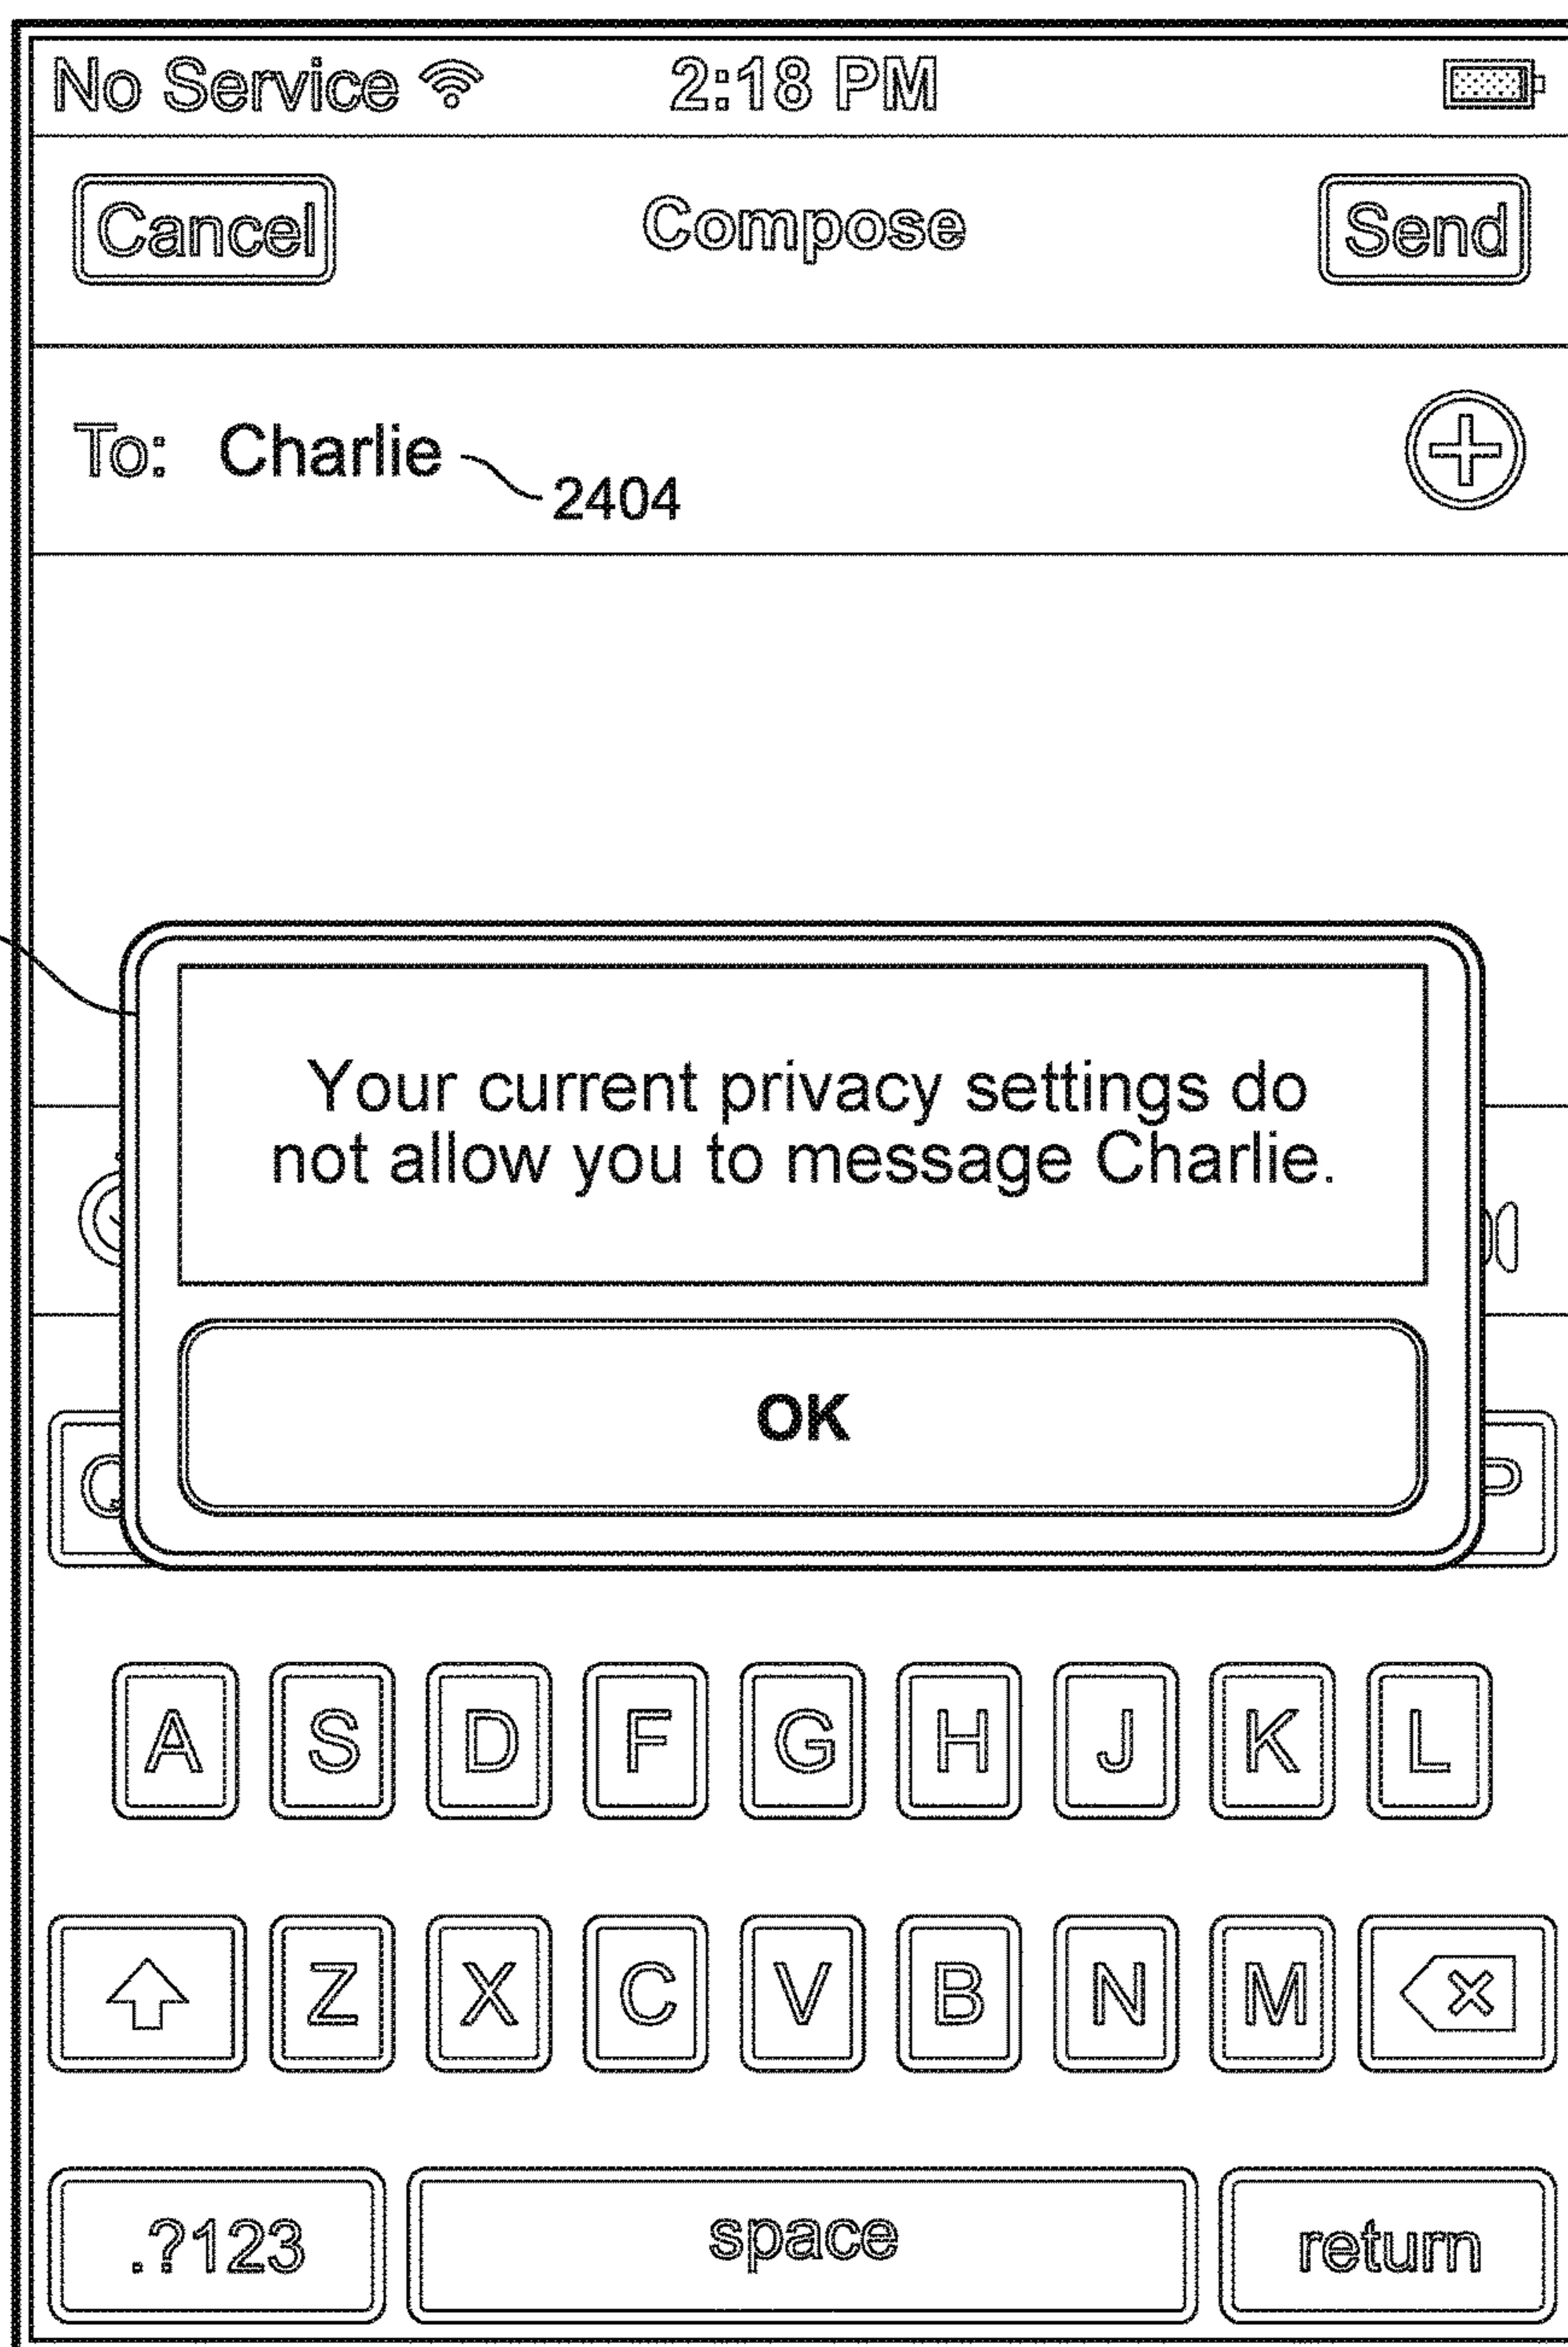 No Service 2:18 PM
Cancel Compose Send
To: Charlie 2404
Your current privacy settings do
not allow you to message Charlie.
OK
Q P
A S D F G H J K L
Z X C V B N M
.?123 space return